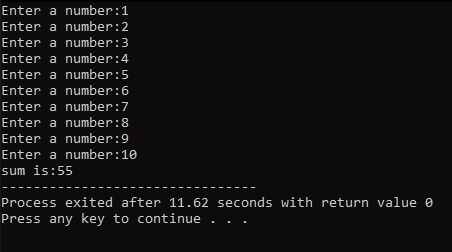 Enter a number:1
Enter a number:2
Enter a number:3
Enter a number:4
Enter a number:5
Enter a number:6
Enter a number:7
Enter a number:8
Enter a number:9
Enter a number:10
sum is:55
--------------------------------
Process exited after 11.62 seconds with return value 0
Press any key to continue . . .